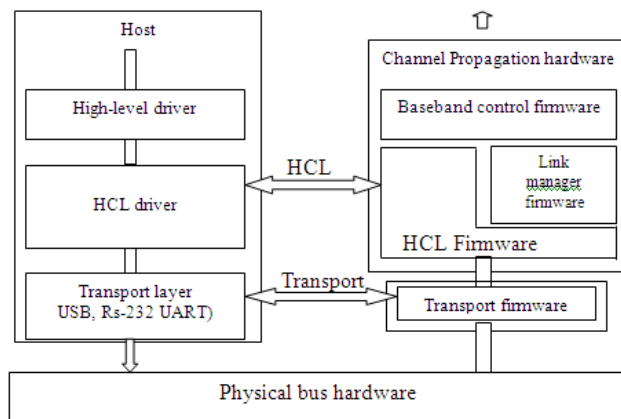 Host
High-level driver
HCL driver
Transport layer
USB, Rs-232 UART)
HCL
Transport
Channel Propagation hardware
Baseband control firmware
Link
manager
firmware
HCL Firmware
Transport firmware
Physical bus hardware